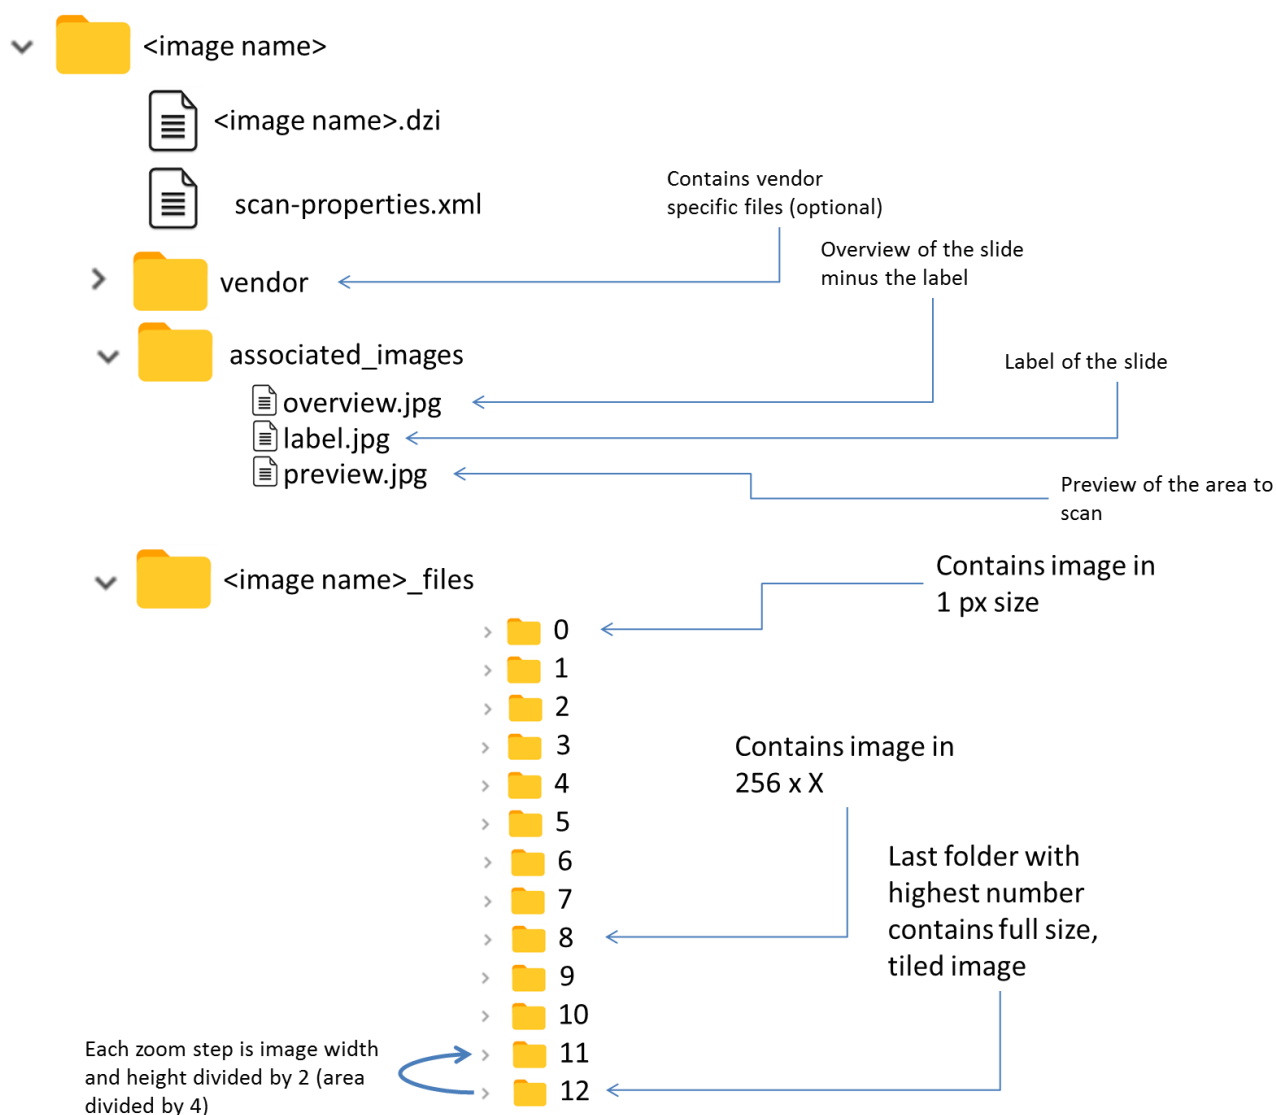 <image name>
<image name>.dzi
scan-properties.xml
Contains vendor
specific files (optional)
vendor
Overview of the slide
minus the label
associated_images
Label of the slide
overview.jpg
label.jpg
preview.jpg
Preview of the area to
scan
<image name>_files
Contains image in
1 px size
0
1
2
3
Contains image in
256 x X
4
5
6
7
8
Last folder with
highest number
contains full size,
tiled image
9
10
11
12
Each zoom step is image width
and height divided by 2 (area
divided by 4)